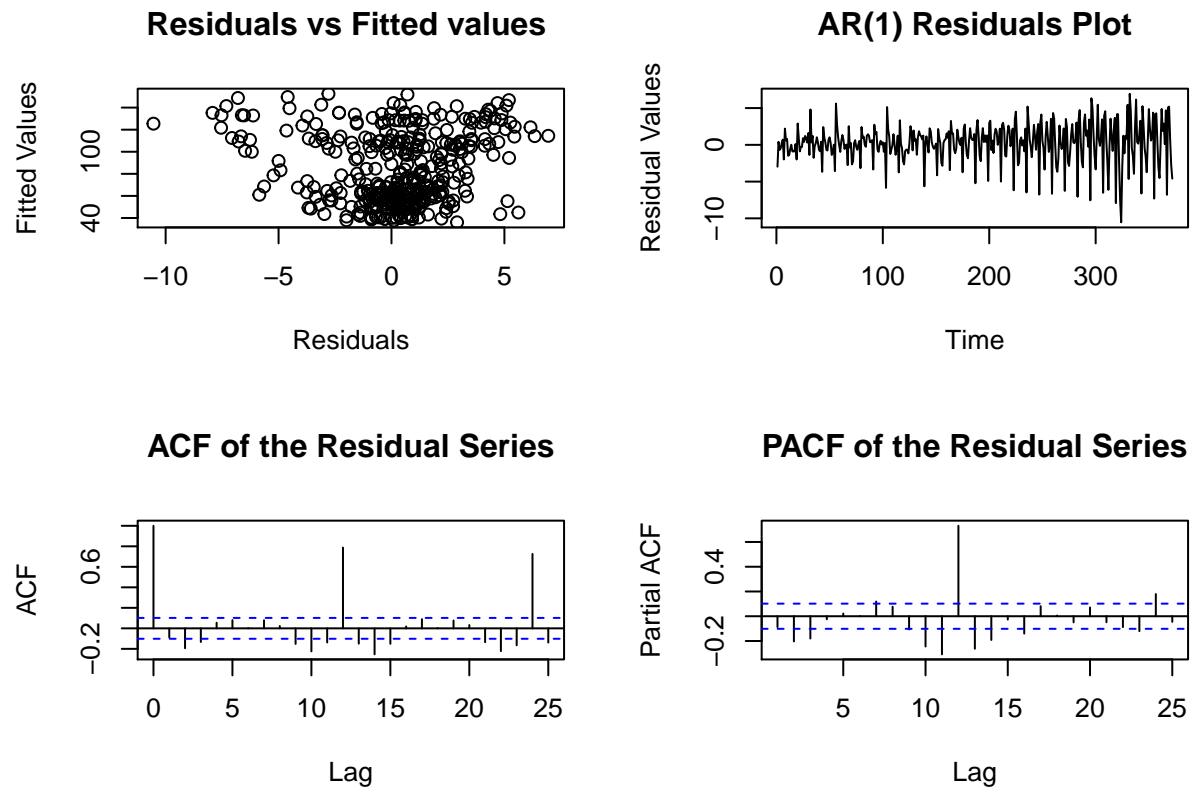 Residuals vs Fitted values
Fitted Values
40 100
−10 −5 0 5
Residuals
AR(1) Residuals Plot
Residual Values
−10 0
0 100 200 300
Time
ACF of the Residual Series
ACF
−0.2 0.6
0 5 10 15 20 25
Lag
PACF of the Residual Series
Partial ACF
−0.2 0.4
5 10 15 20 25
Lag